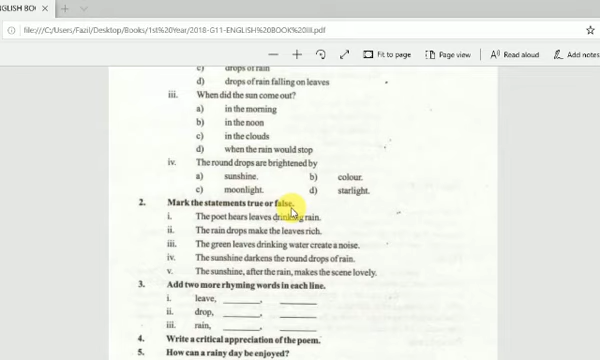 NGLISH BO
file:///C:/Users/Fazil/Desktop/Books/1st%20Year/2018-G11-ENGLISH%20BOOK%20III.pdf
Fit to page
Page view
Read aloud
Add notes
c) drops of rain
d) drops of rain falling on leaves
iii. When did the sun come out?
a) in the morning
b) in the noon
c) in the clouds
d) when the rain would stop
iv. The round drops are brightened by
a) sunshine. b) colour.
c) moonlight. d) starlight.
2. Mark the statements true or false.
i. The poet hears leaves drinking rain.
ii. The rain drops make the leaves rich.
iii. The green leaves drinking water create a noise.
iv. The sunshine darkens the round drops of rain.
v. The sunshine, after the rain, makes the scene lovely.
3. Add two more rhyming words in each line.
i. leave, ______, ______
ii. drop, ______, ______
iii. rain, ______, ______
4. Write a critical appreciation of the poem.
5. How can a rainy day be enjoyed?